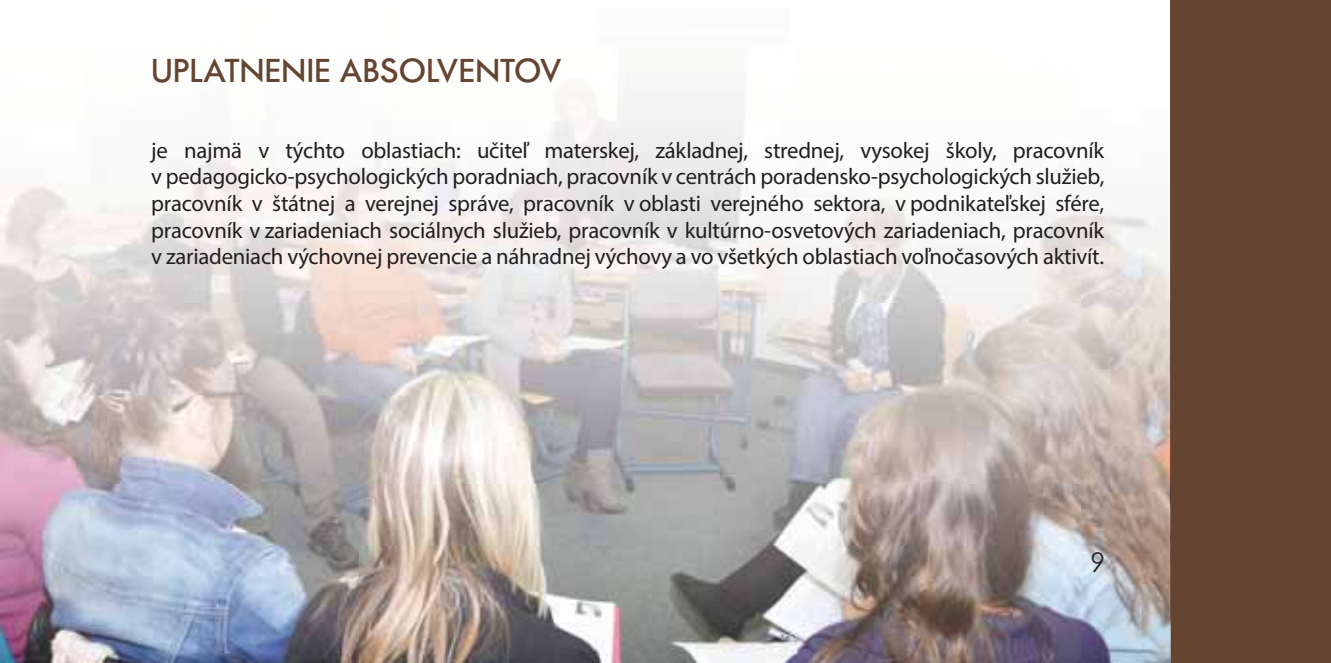 UPLATNENIE ABSOLVENTOV
je najmä v týchto oblastiach: učiteľ materskej, základnej, strednej, vysokej školy, pracovník
v pedagogicko-psychologických poradniach, pracovník v centrách poradensko-psychologických služieb,
pracovník v štátnej a verejnej správe, pracovník v oblasti verejného sektora, v podnikateľskej sfére,
pracovník v zariadeniach sociálnych služieb, pracovník v kultúrno-osvetových zariadeniach, pracovník
v zariadeniach výchovnej prevencie a náhradnej výchovy a vo všetkých oblastiach voľnočasových aktivít.
9